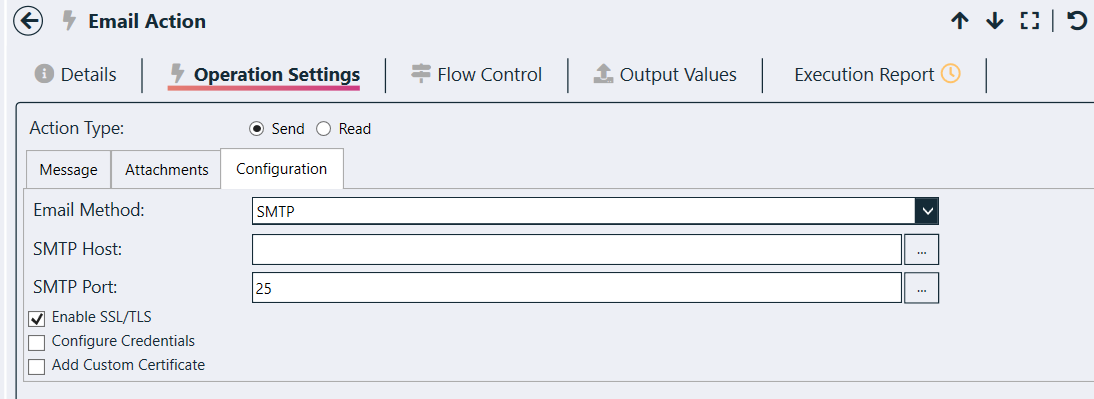 Email Action
Details Operation Settings Flow Control Output Values Execution Report
Action Type: Send Read
Message Attachments Configuration
Email Method: SMTP
SMTP Host: ...
SMTP Port: 25 ...
Enable SSL/TLS
Configure Credentials
Add Custom Certificate